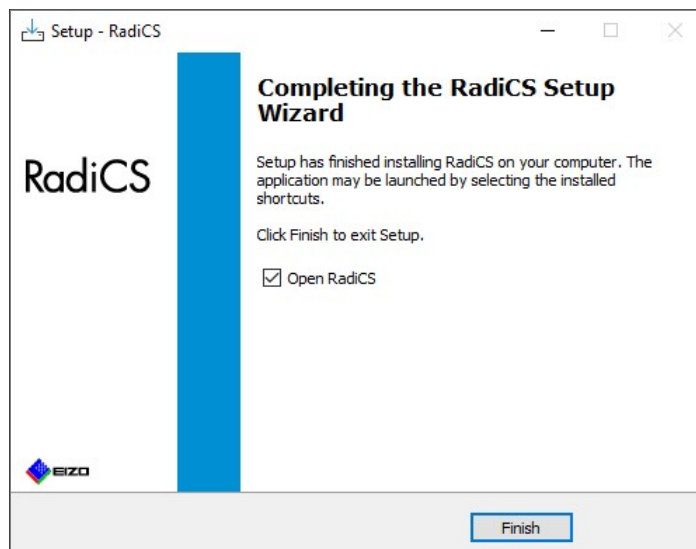 Setup - RadiCS
Completing the RadiCS Setup
Wizard
RadiCS
Setup has finished installing RadiCS on your computer. The
application may be launched by selecting the installed
shortcuts.
Click Finish to exit Setup.
Open RadiCS
EIZO
Finish